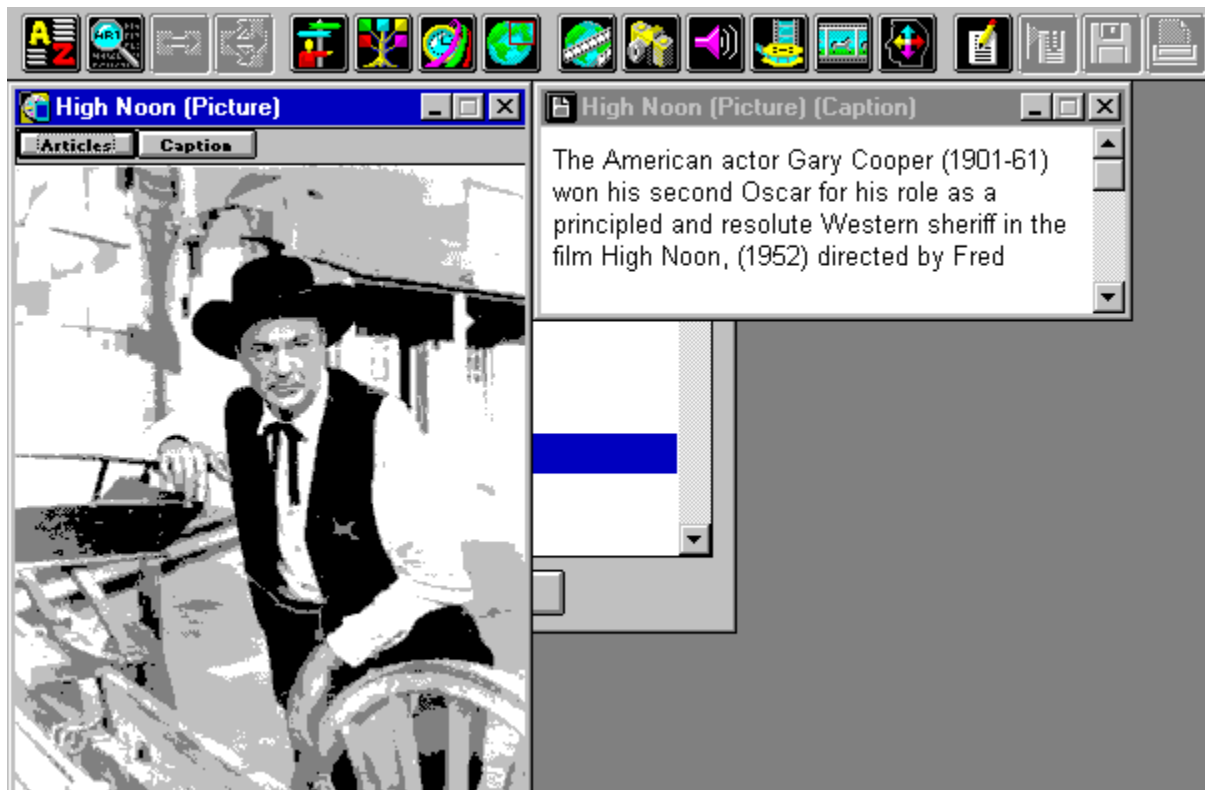 A
Z
ART
High Noon (Picture)
Articles
Caption
High Noon (Picture) (Caption)
The American actor Gary Cooper (1901-61)
won his second Oscar for his role as a
principled and resolute Western sheriff in the
film High Noon, (1952) directed by Fred